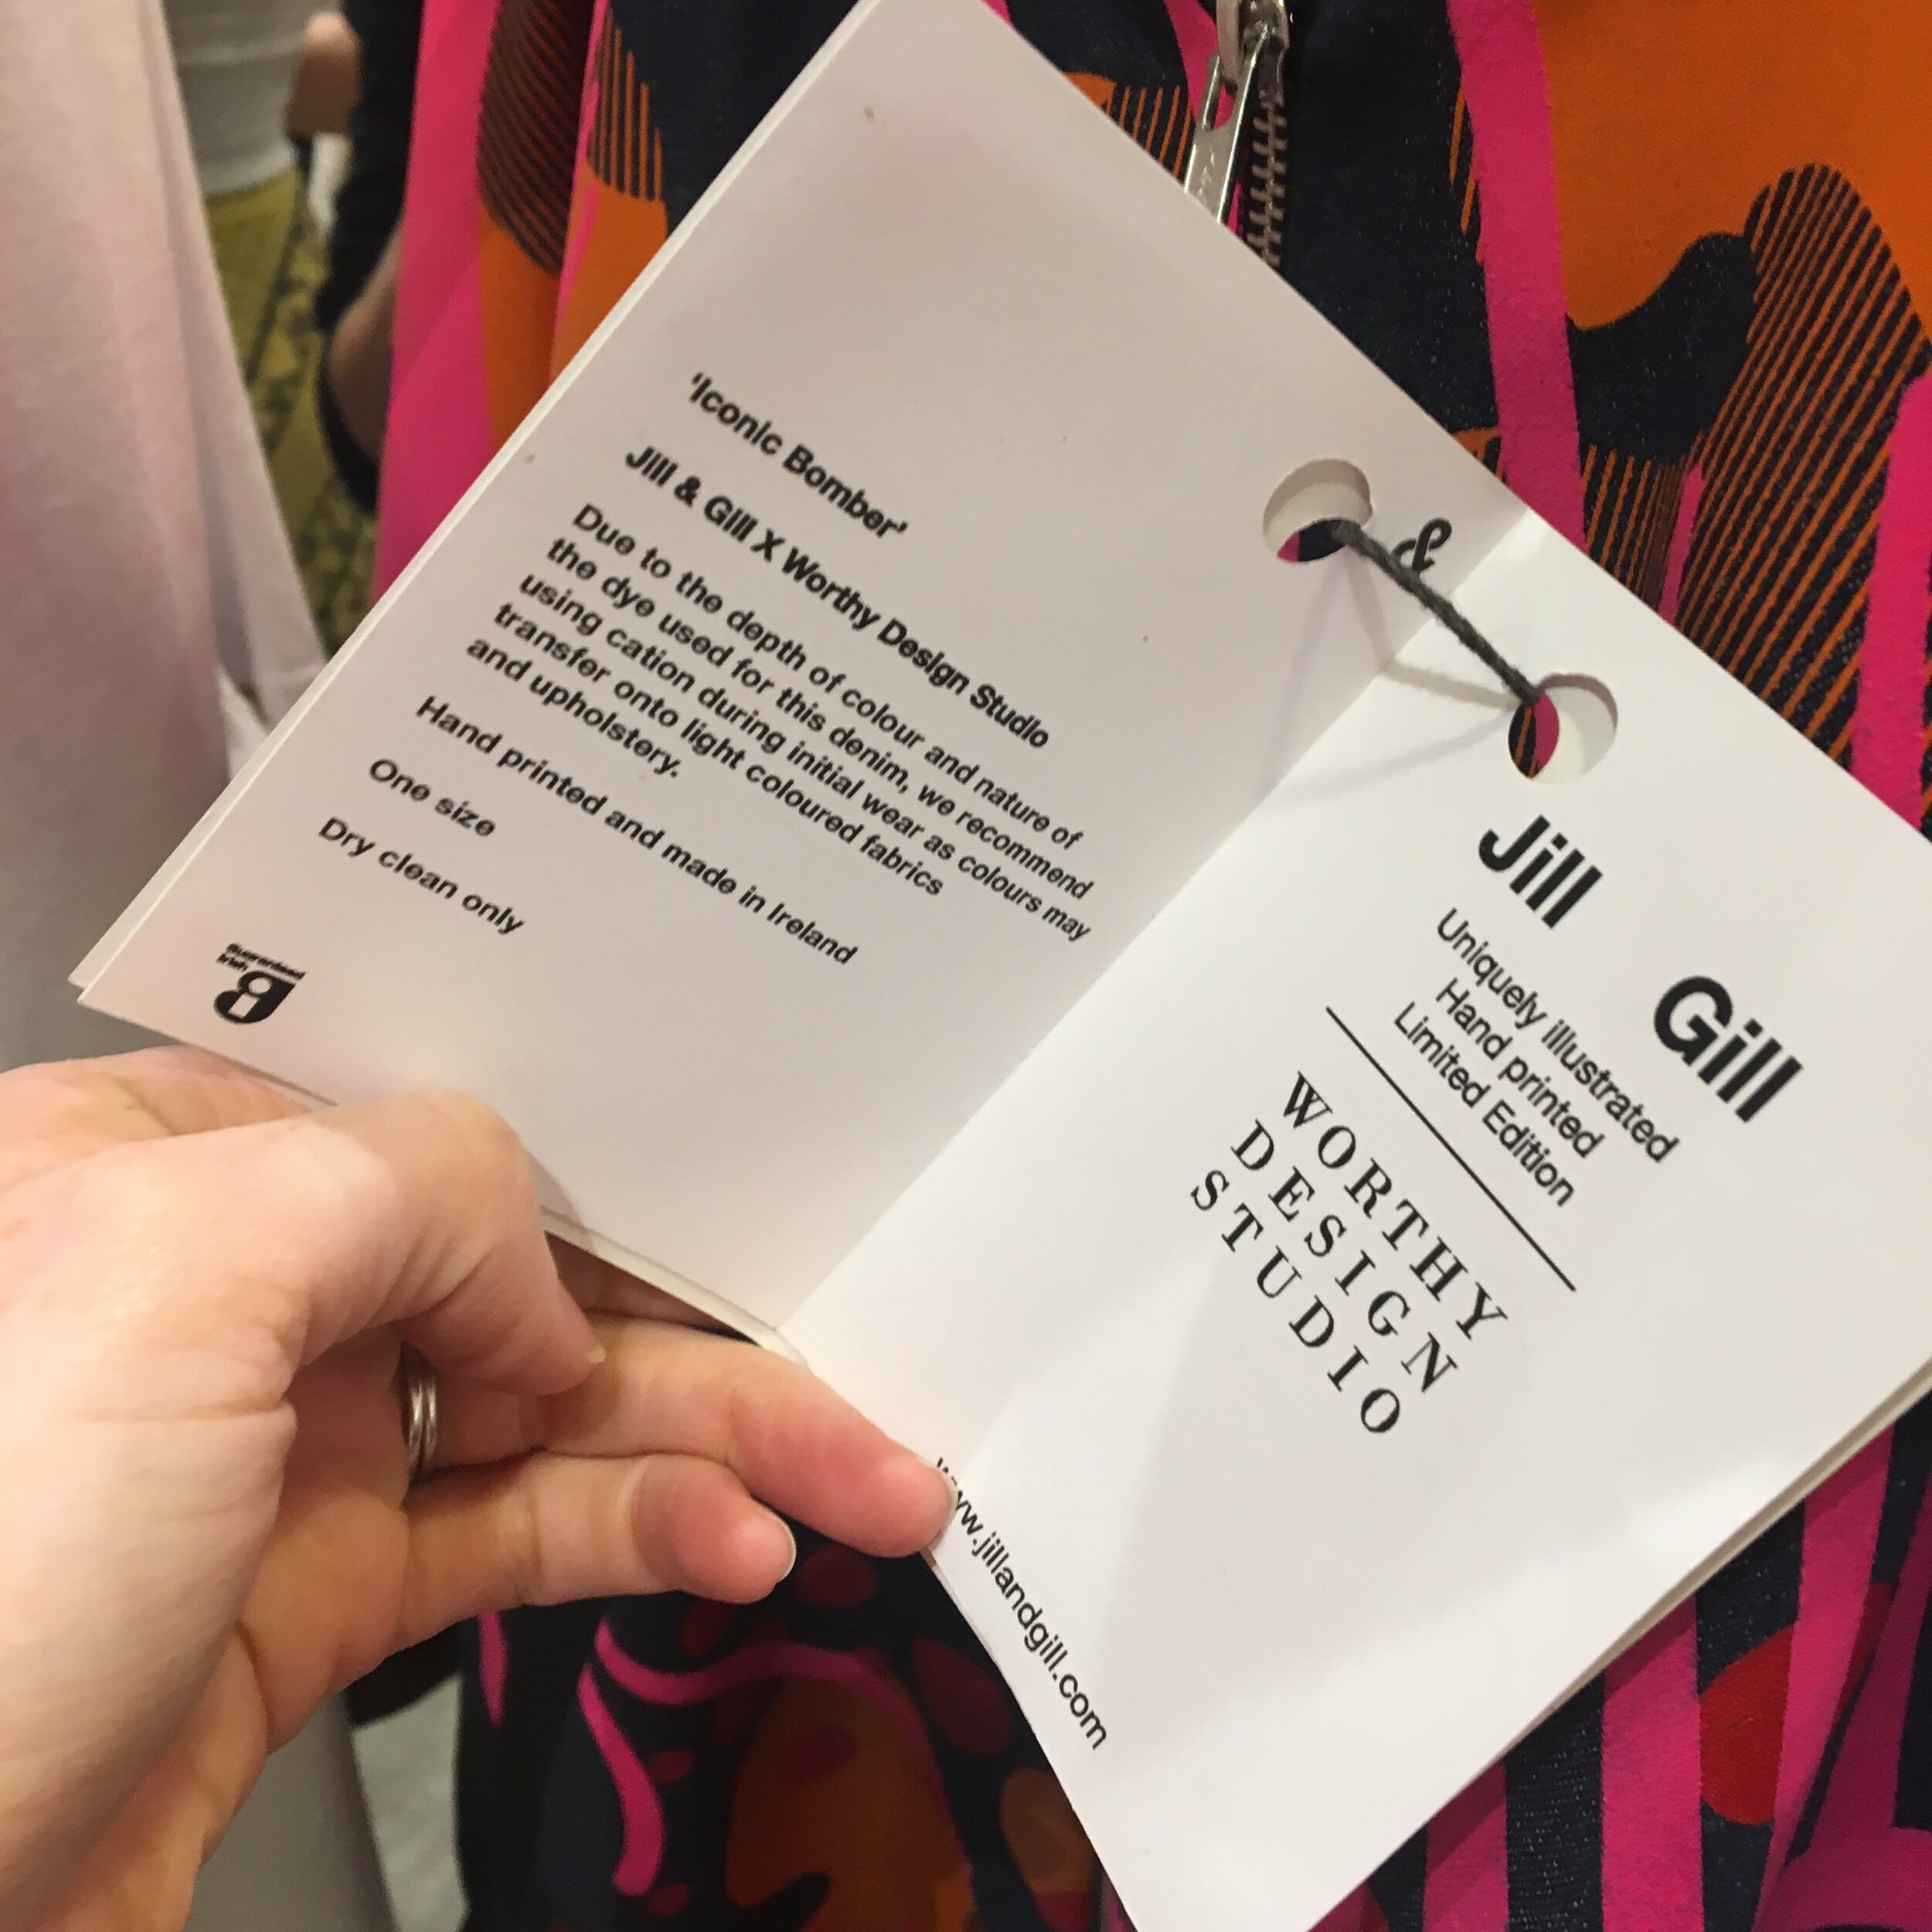 'Iconic Bomber'
Jill & Gill X Worthy Design Studio
Due to the depth of colour and nature of
the dye used for this denim, we recommend
using cation during initial wear as colours may
transfer onto light coloured fabrics
and upholstery.
Hand printed and made in Ireland
One size
Dry clean only
Guaranteed
Irish
&
Jill
Gill
Uniquely illustrated
Hand printed
Limited Edition
WORTHY
DESIGN
STUDIO
www.jillandgill.com